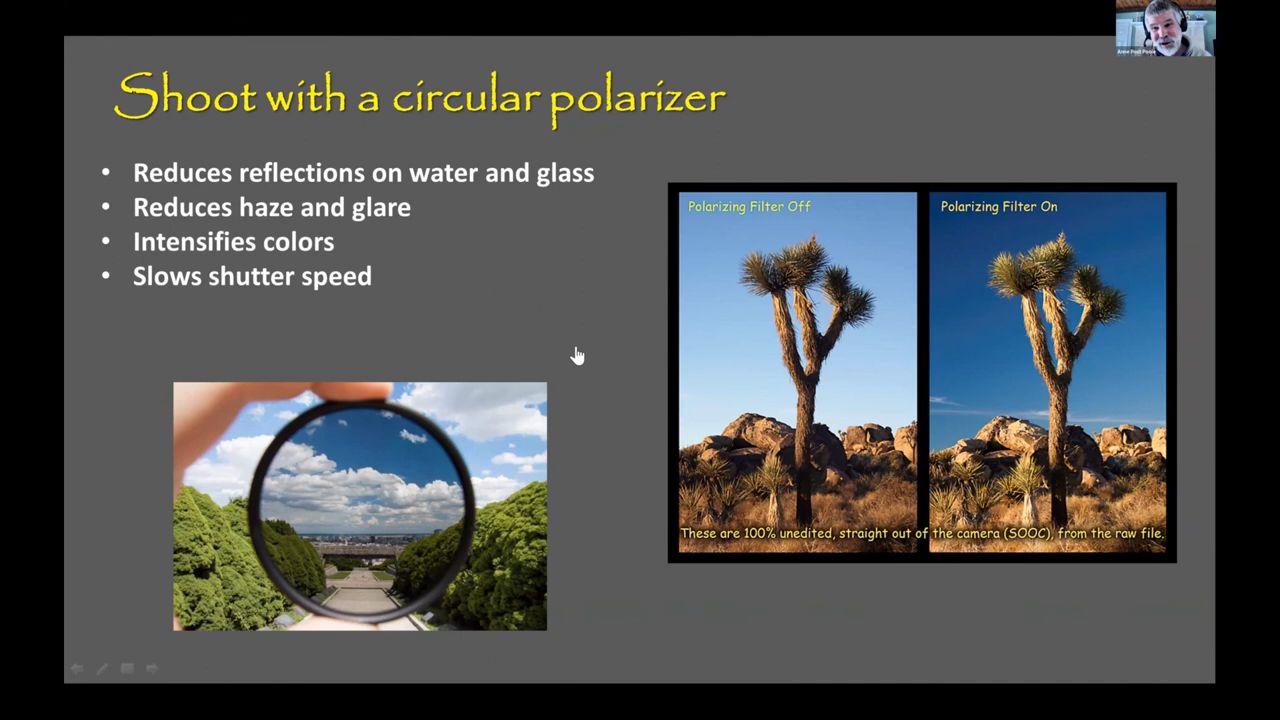 Shoot with a circular polarizer
• Reduces reflections on water and glass
• Reduces haze and glare
• Intensifies colors
• Slows shutter speed
Polarizing Filter Off
Polarizing Filter On
These are 100% unedited, straight out of the camera (SOOC), from the raw file.